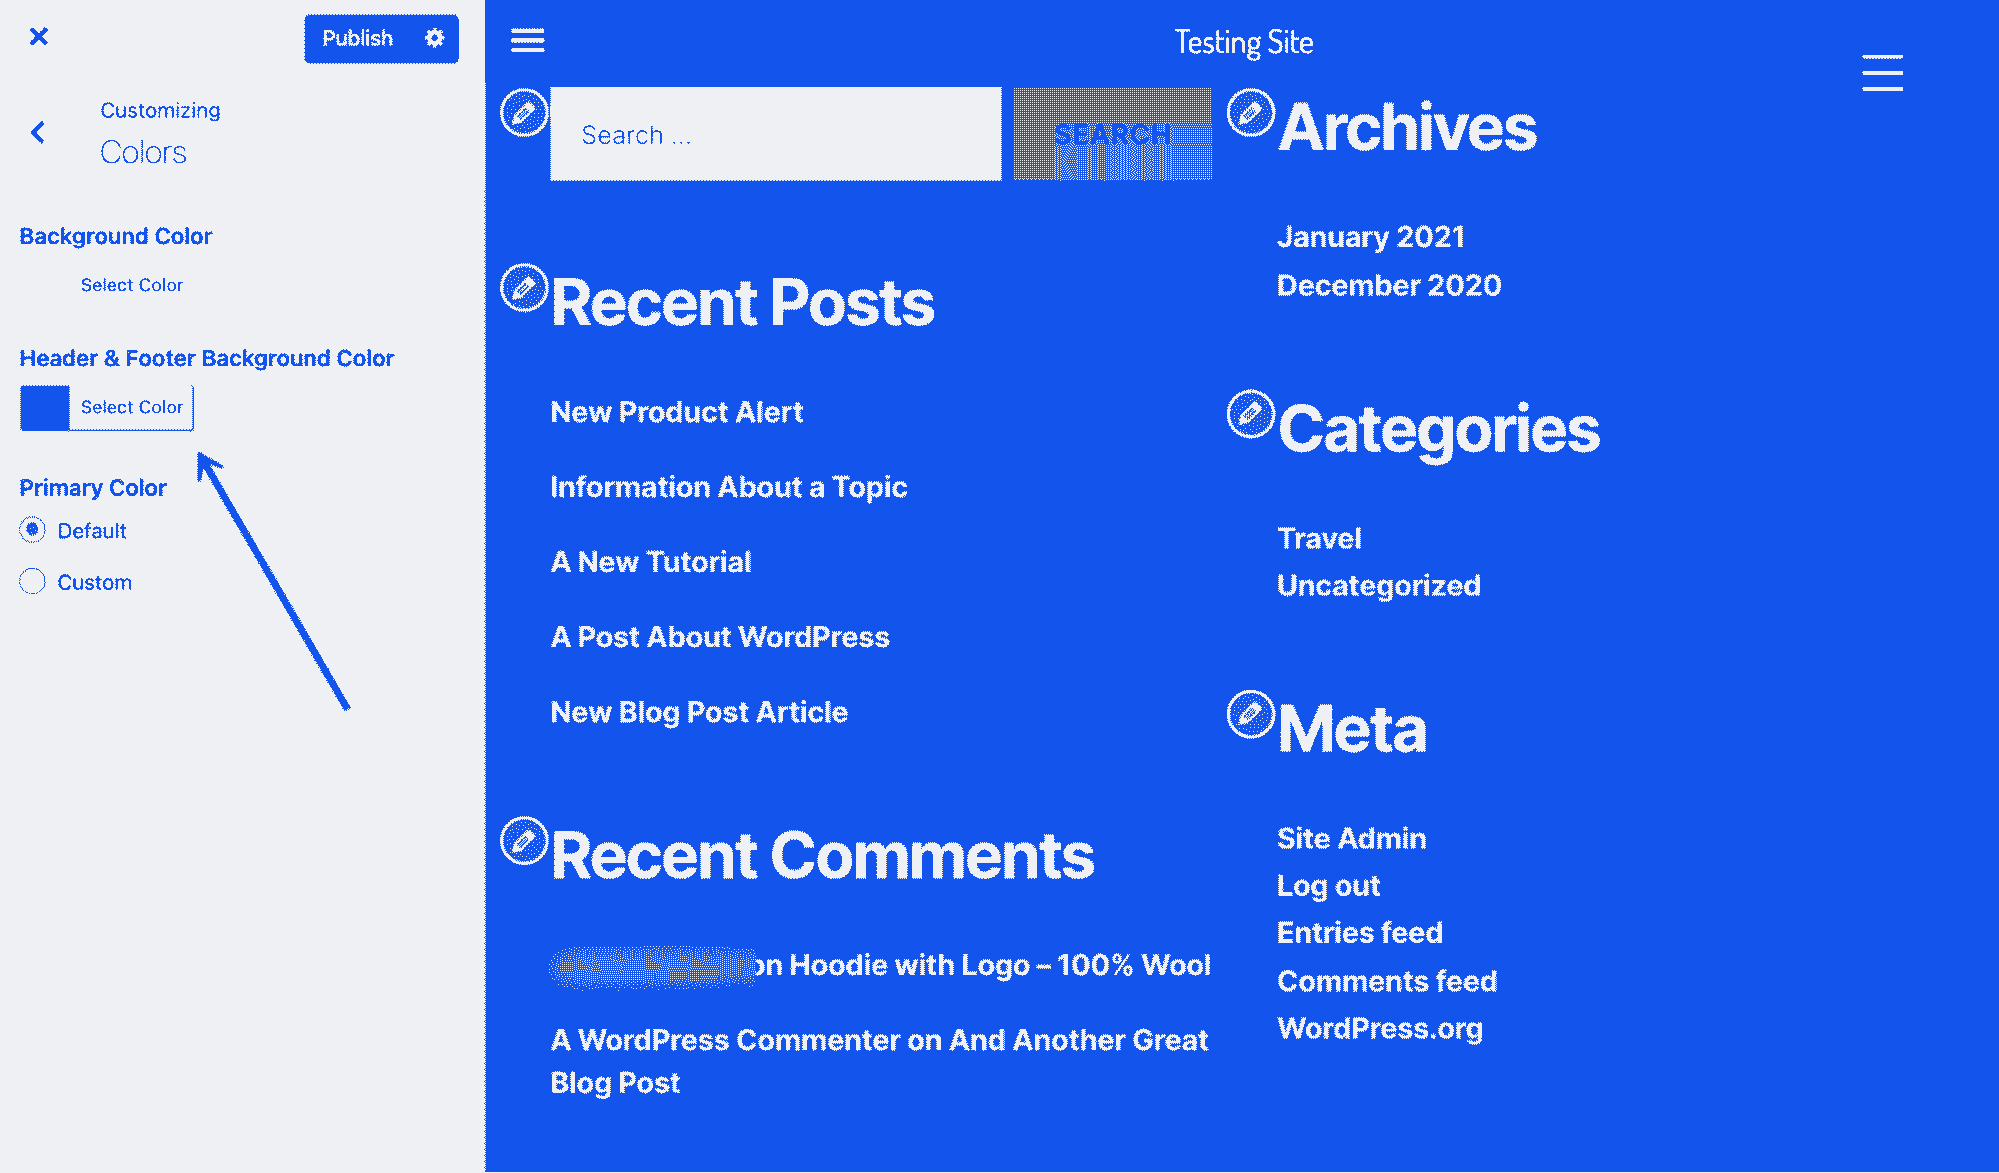 Publish
Customizing
Colors
Background Color
Select Color
Header & Footer Background Color
Select Color
Primary Color
Default
Custom
Testing Site
Search ...
SEARCH
Recent Posts
New Product Alert
Information About a Topic
A New Tutorial
A Post About WordPress
New Blog Post Article
Recent Comments
on Hoodie with Logo – 100% Wool
A WordPress Commenter on And Another Great
Blog Post
Archives
January 2021
December 2020
Categories
Travel
Uncategorized
Meta
Site Admin
Log out
Entries feed
Comments feed
WordPress.org